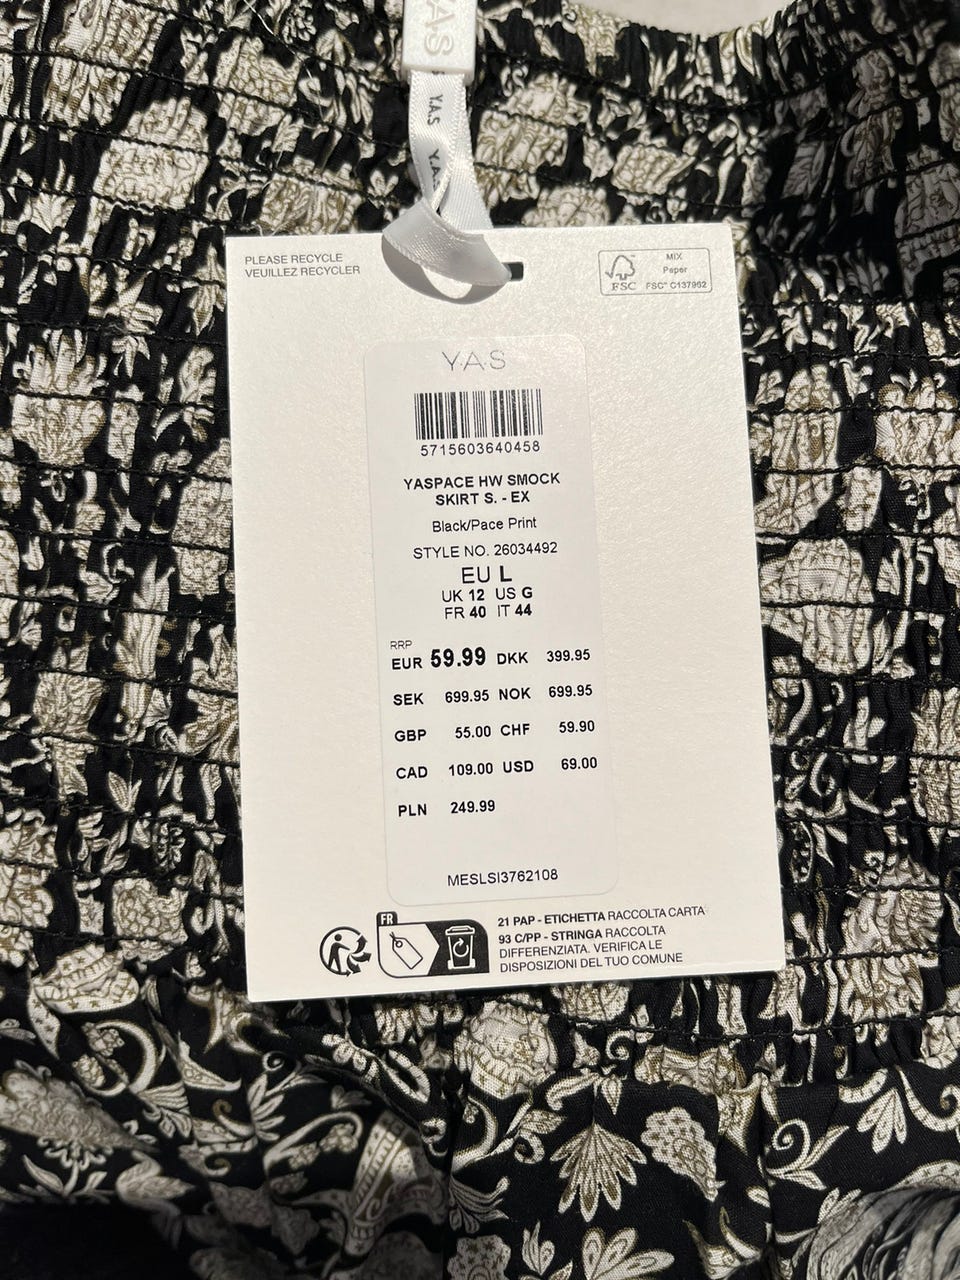 Y.A.S
Y.A.S
PLEASE RECYCLE
VEUILLEZ RECYCLER
FSC
MIX
Paper
FSC™ C137962
Y.A.S
5715603640458
YASPACE HW SMOCK
SKIRT S. - EX
Black/Pace Print
STYLE NO. 26034492
EU L
UK 12 US G
FR 40 IT 44
RRP
EUR 59.99 DKK 399.95
SEK 699.95 NOK 699.95
GBP 55.00 CHF 59.90
CAD 109.00 USD 69.00
PLN 249.99
MESLSI3762108
FR
21 PAP - ETICHETTA RACCOLTA CARTA
93 C/PP - STRINGA RACCOLTA
DIFFERENZIATA. VERIFICA LE
DISPOSIZIONI DEL TUO COMUNE